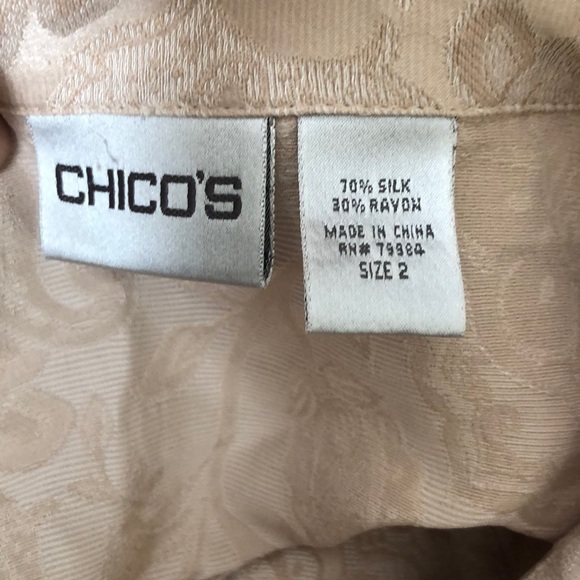 CHICO'S
70% SILK
30% RAYON
MADE IN CHINA
RN# 79984
SIZE 2